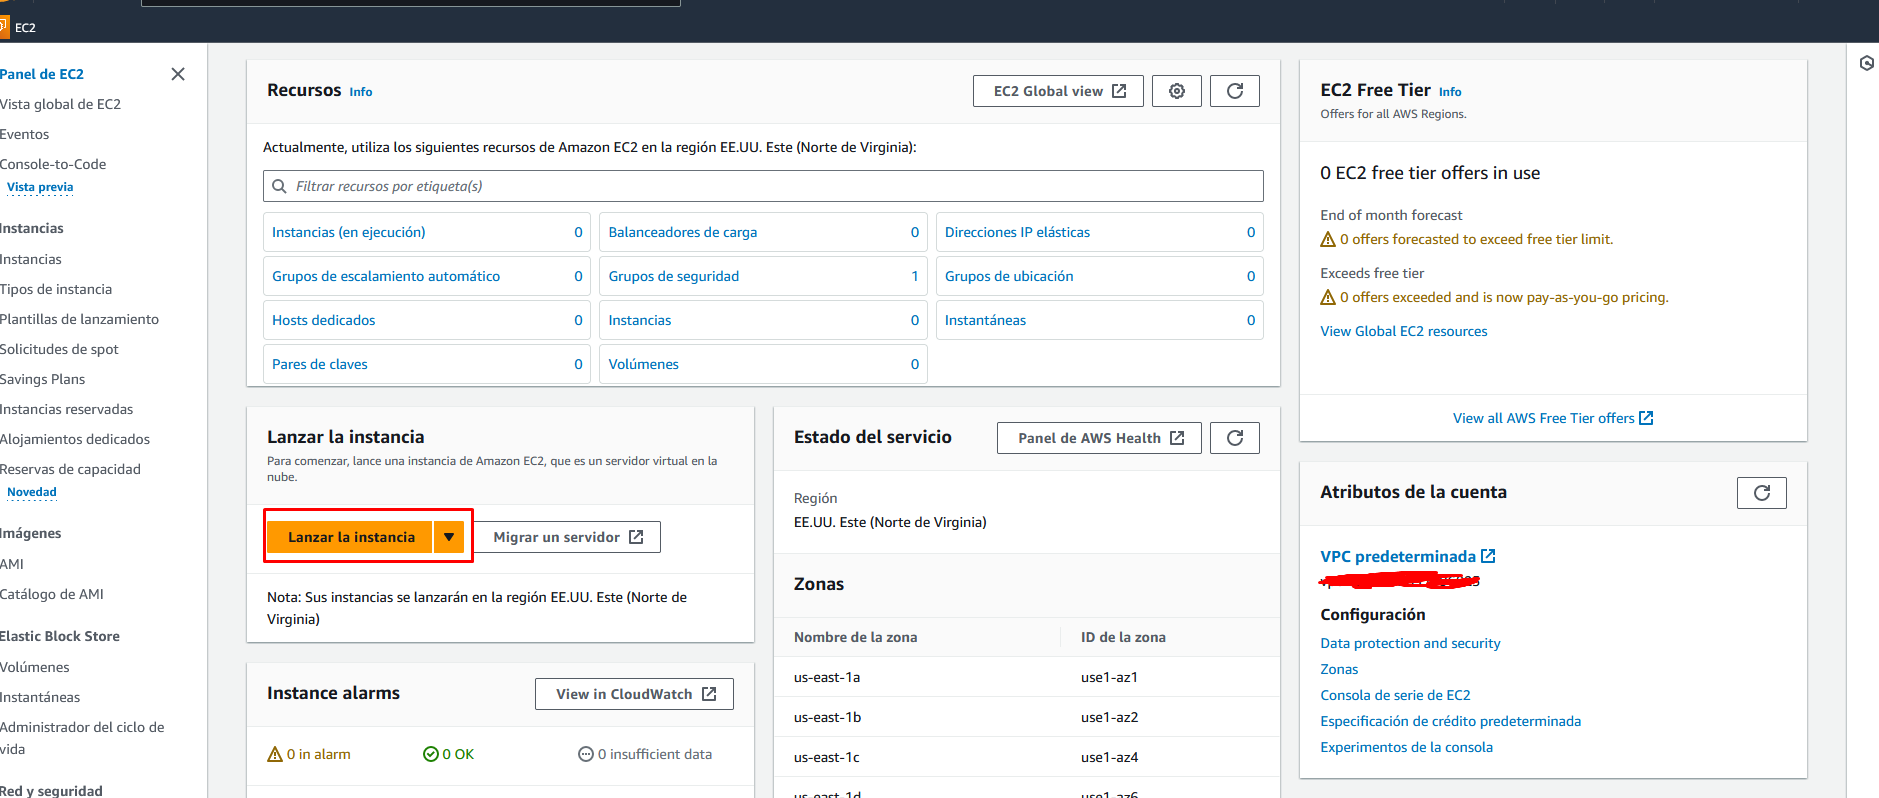 EC2
Panel de EC2
Vista global de EC2
Eventos
Console-to-Code
Vista previa
Instancias
Instancias
Tipos de instancia
Plantillas de lanzamiento
Solicitudes de spot
Savings Plans
Instancias reservadas
Alojamientos dedicados
Reservas de capacidad
Novedad
Imágenes
AMI
Catálogo de AMI
Elastic Block Store
Volúmenes
Instantáneas
Administrador del ciclo de
vida
Red y seguridad
Recursos Info
EC2 Global view
Actualmente, utiliza los siguientes recursos de Amazon EC2 en la región EE.UU. Este (Norte de Virginia):
Filtrar recursos por etiqueta(s)
Instancias (en ejecución) 0
Balanceadores de carga 0
Direcciones IP elásticas 0
Grupos de escalamiento automático 0
Grupos de seguridad 1
Grupos de ubicación 0
Hosts dedicados 0
Instancias 0
Instantáneas 0
Pares de claves 0
Volúmenes 0
Lanzar la instancia
Para comenzar, lance una instancia de Amazon EC2, que es un servidor virtual en la
nube.
Lanzar la instancia
Migrar un servidor
Nota: Sus instancias se lanzarán en la región EE.UU. Este (Norte de
Virginia)
Instance alarms
View in CloudWatch
0 in alarm
0 OK
0 insufficient data
Estado del servicio
Panel de AWS Health
Región
EE.UU. Este (Norte de Virginia)
Zonas
Nombre de la zona ID de la zona
us-east-1a use1-az1
us-east-1b use1-az2
us-east-1c use1-az4
us-east-1d use1-az6
EC2 Free Tier Info
Offers for all AWS Regions.
0 EC2 free tier offers in use
End of month forecast
0 offers forecasted to exceed free tier limit.
Exceeds free tier
0 offers exceeded and is now pay-as-you-go pricing.
View Global EC2 resources
View all AWS Free Tier offers
Atributos de la cuenta
VPC predeterminada
Configuración
Data protection and security
Zonas
Consola de serie de EC2
Especificación de crédito predeterminada
Experimentos de la consola